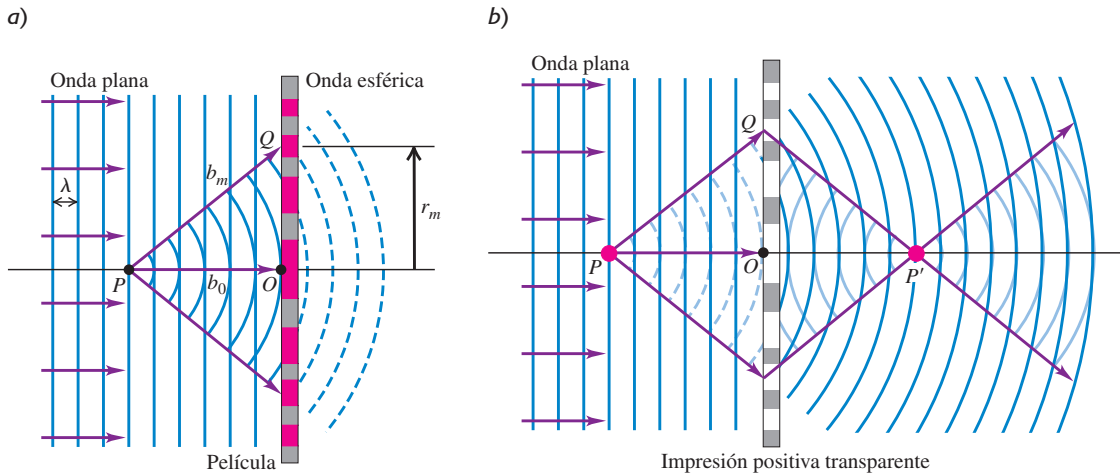 a)
Onda plana
Onda esférica
Q
b_m
λ
r_m
P
b_0
O
Película
b)
Onda plana
Q
P
O
P′
Impresión positiva transparente